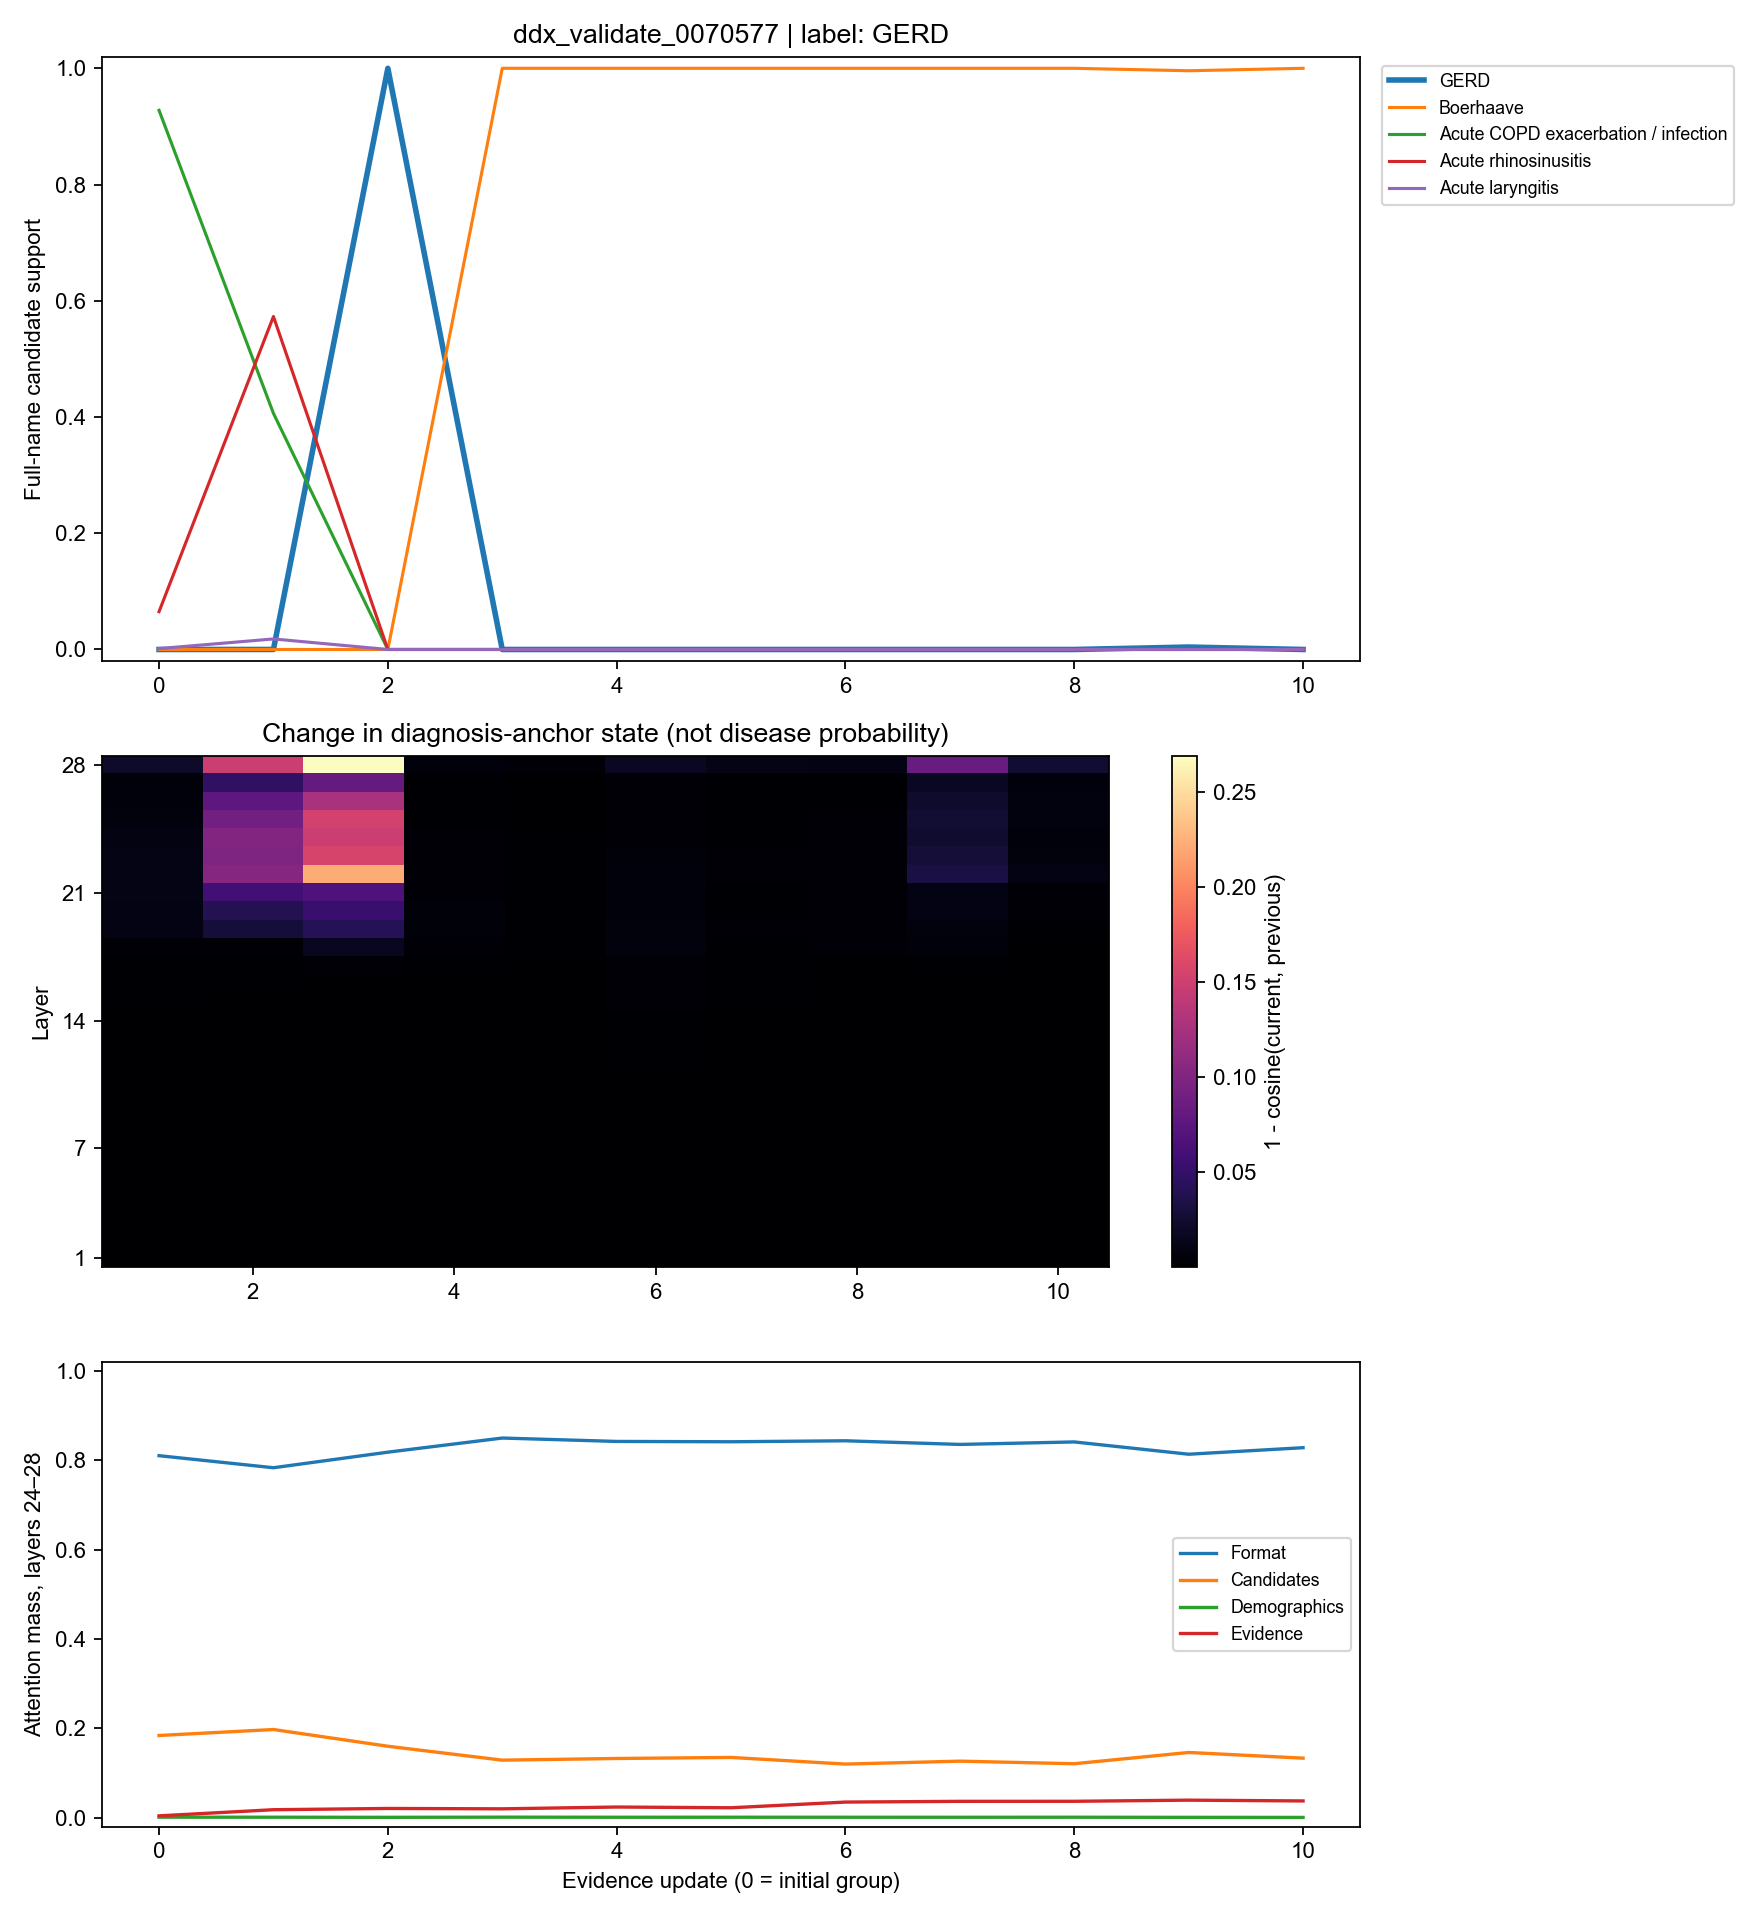 ddx_validate_0070577 | label: GERD
Full-name candidate support
1.0
0.8
0.6
0.4
0.2
0.0
0 2 4 6 8 10
GERD
Boerhaave
Acute COPD exacerbation / infection
Acute rhinosinusitis
Acute laryngitis
Change in diagnosis-anchor state (not disease probability)
Layer
28
21
14
7
1
2 4 6 8 10
0.25
0.20
0.15
0.10
0.05
1 - cosine(current, previous)
Attention mass, layers 24–28
1.0
0.8
0.6
0.4
0.2
0.0
Format
Candidates
Demographics
Evidence
0 2 4 6 8 10
Evidence update (0 = initial group)